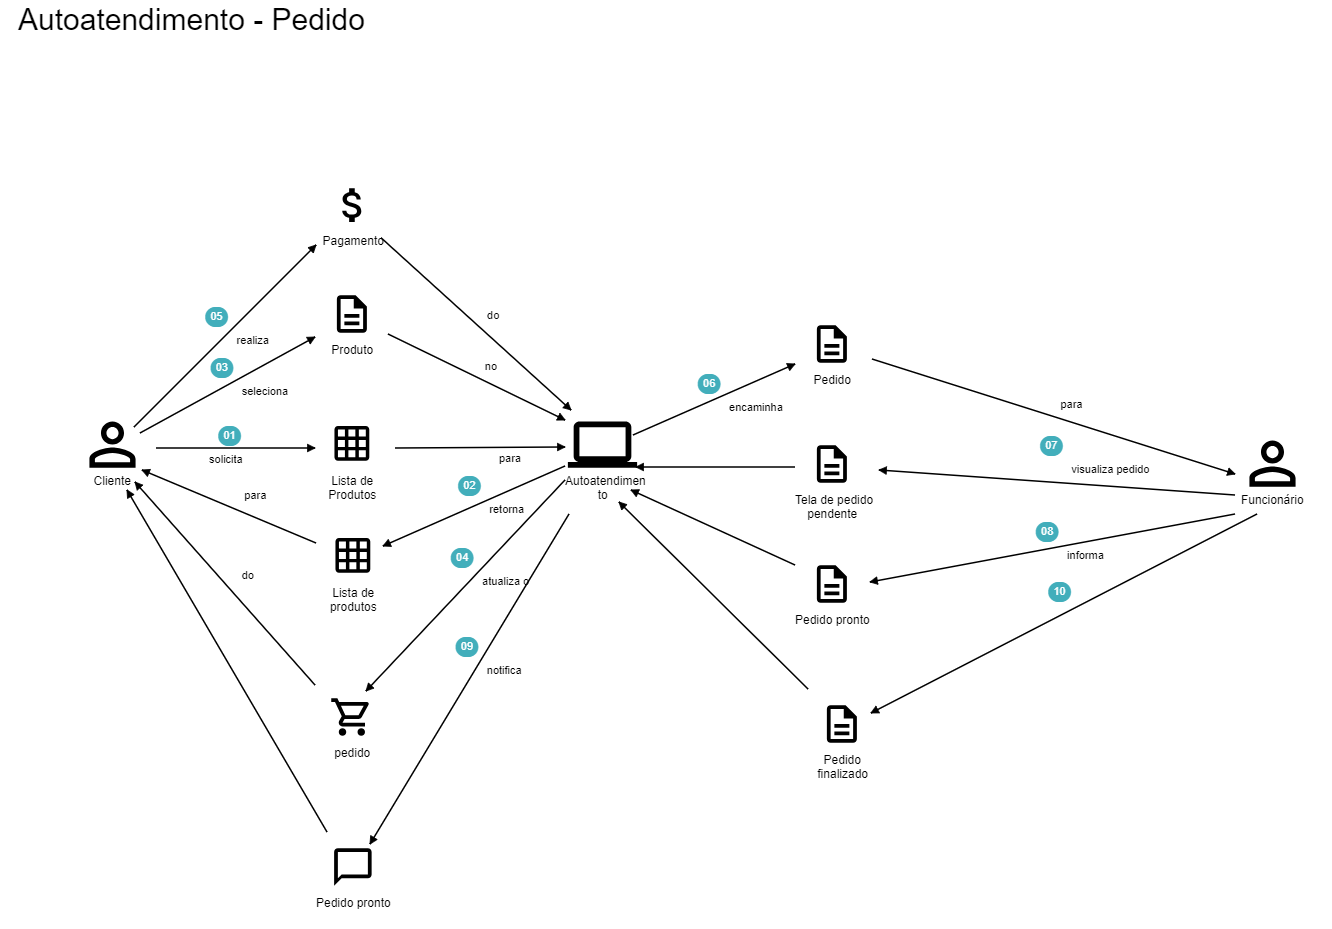 Autoatendimento - Pedido
Pagamento
05
do
realiza
Produto
03
no
seleciona
01
solicita
para
Cliente
Lista de
Produtos
Autoatendimen
to
02
retorna
para
Lista de
produtos
04
atualiza o
do
09
notifica
pedido
Pedido pronto
06
encaminha
Pedido
para
07
visualiza pedido
Tela de pedido
pendente
Funcionário
08
informa
10
Pedido pronto
Pedido
finalizado